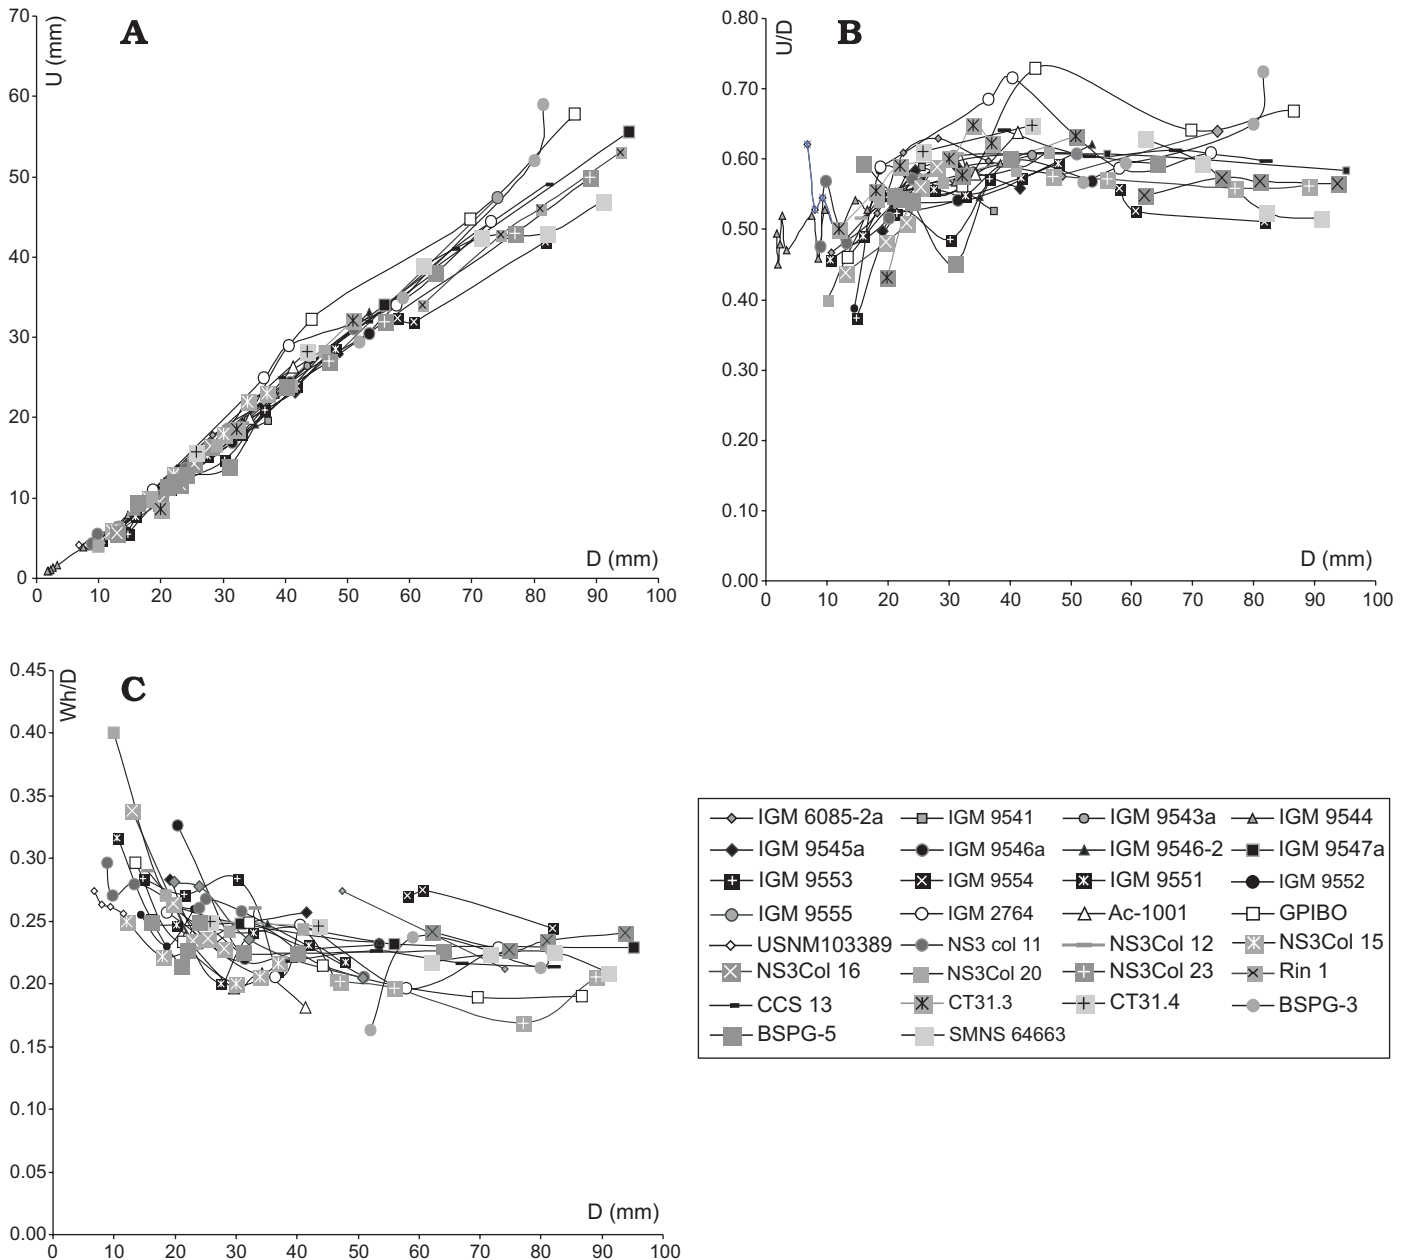 A
U (mm)
70
60
50
40
30
20
10
0
D (mm)
0 10 20 30 40 50 60 70 80 90 100
B
U/D
0.80
0.70
0.60
0.50
0.40
0.30
0.20
0.10
0.00
D (mm)
0 10 20 30 40 50 60 70 80 90 100
C
Wh/D
0.45
0.40
0.35
0.30
0.25
0.20
0.15
0.10
0.05
0.00
D (mm)
0 10 20 30 40 50 60 70 80 90 100
IGM 6085-2a IGM 9541 IGM 9543a IGM 9544
IGM 9545a IGM 9546a IGM 9546-2 IGM 9547a
IGM 9553 IGM 9554 IGM 9551 IGM 9552
IGM 9555 IGM 2764 Ac-1001 GPIBO
USNM103389 NS3 col 11 NS3Col 12 NS3Col 15
NS3Col 16 NS3Col 20 NS3Col 23 Rin 1
CCS 13 CT31.3 CT31.4 BSPG-3
BSPG-5 SMNS 64663